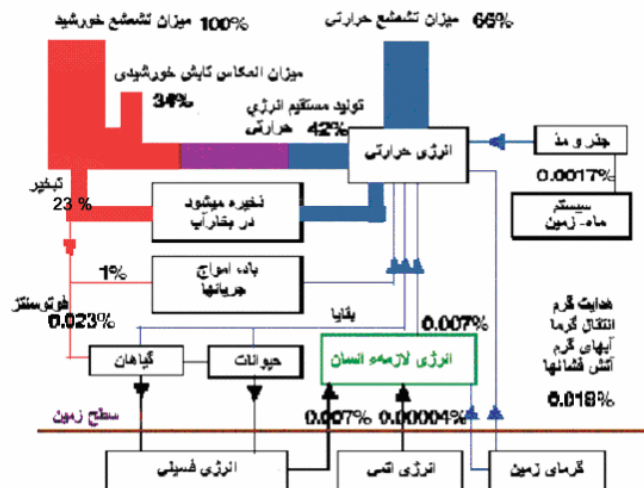 میزان تشعشع خورشید 100%
میزان تشعشع حرارتی 66%
میزان انعکاس تابش خورشیدی
34%
تولید مستقیم انرژي
حرارتی 42%
انرژی حرارتی
جذر و مد
0.0017%
سیستم
ماه- زمین
تبخیر
23 %
ذخیره میشود
در بخارآب
1%
باد، امواج
جریانها
فوتوسنتز
0.023%
بقایا
0.007%
هدایت گرم
انتقال گرما
آبهای گرم
آتش فشانها
0.018%
گیاهان
حیوانات
انرژی لازمهء انسان
سطح زمین
0.007%
0.00004%
انرژی فسیلی
انرژی اتمی
گرمای زمین